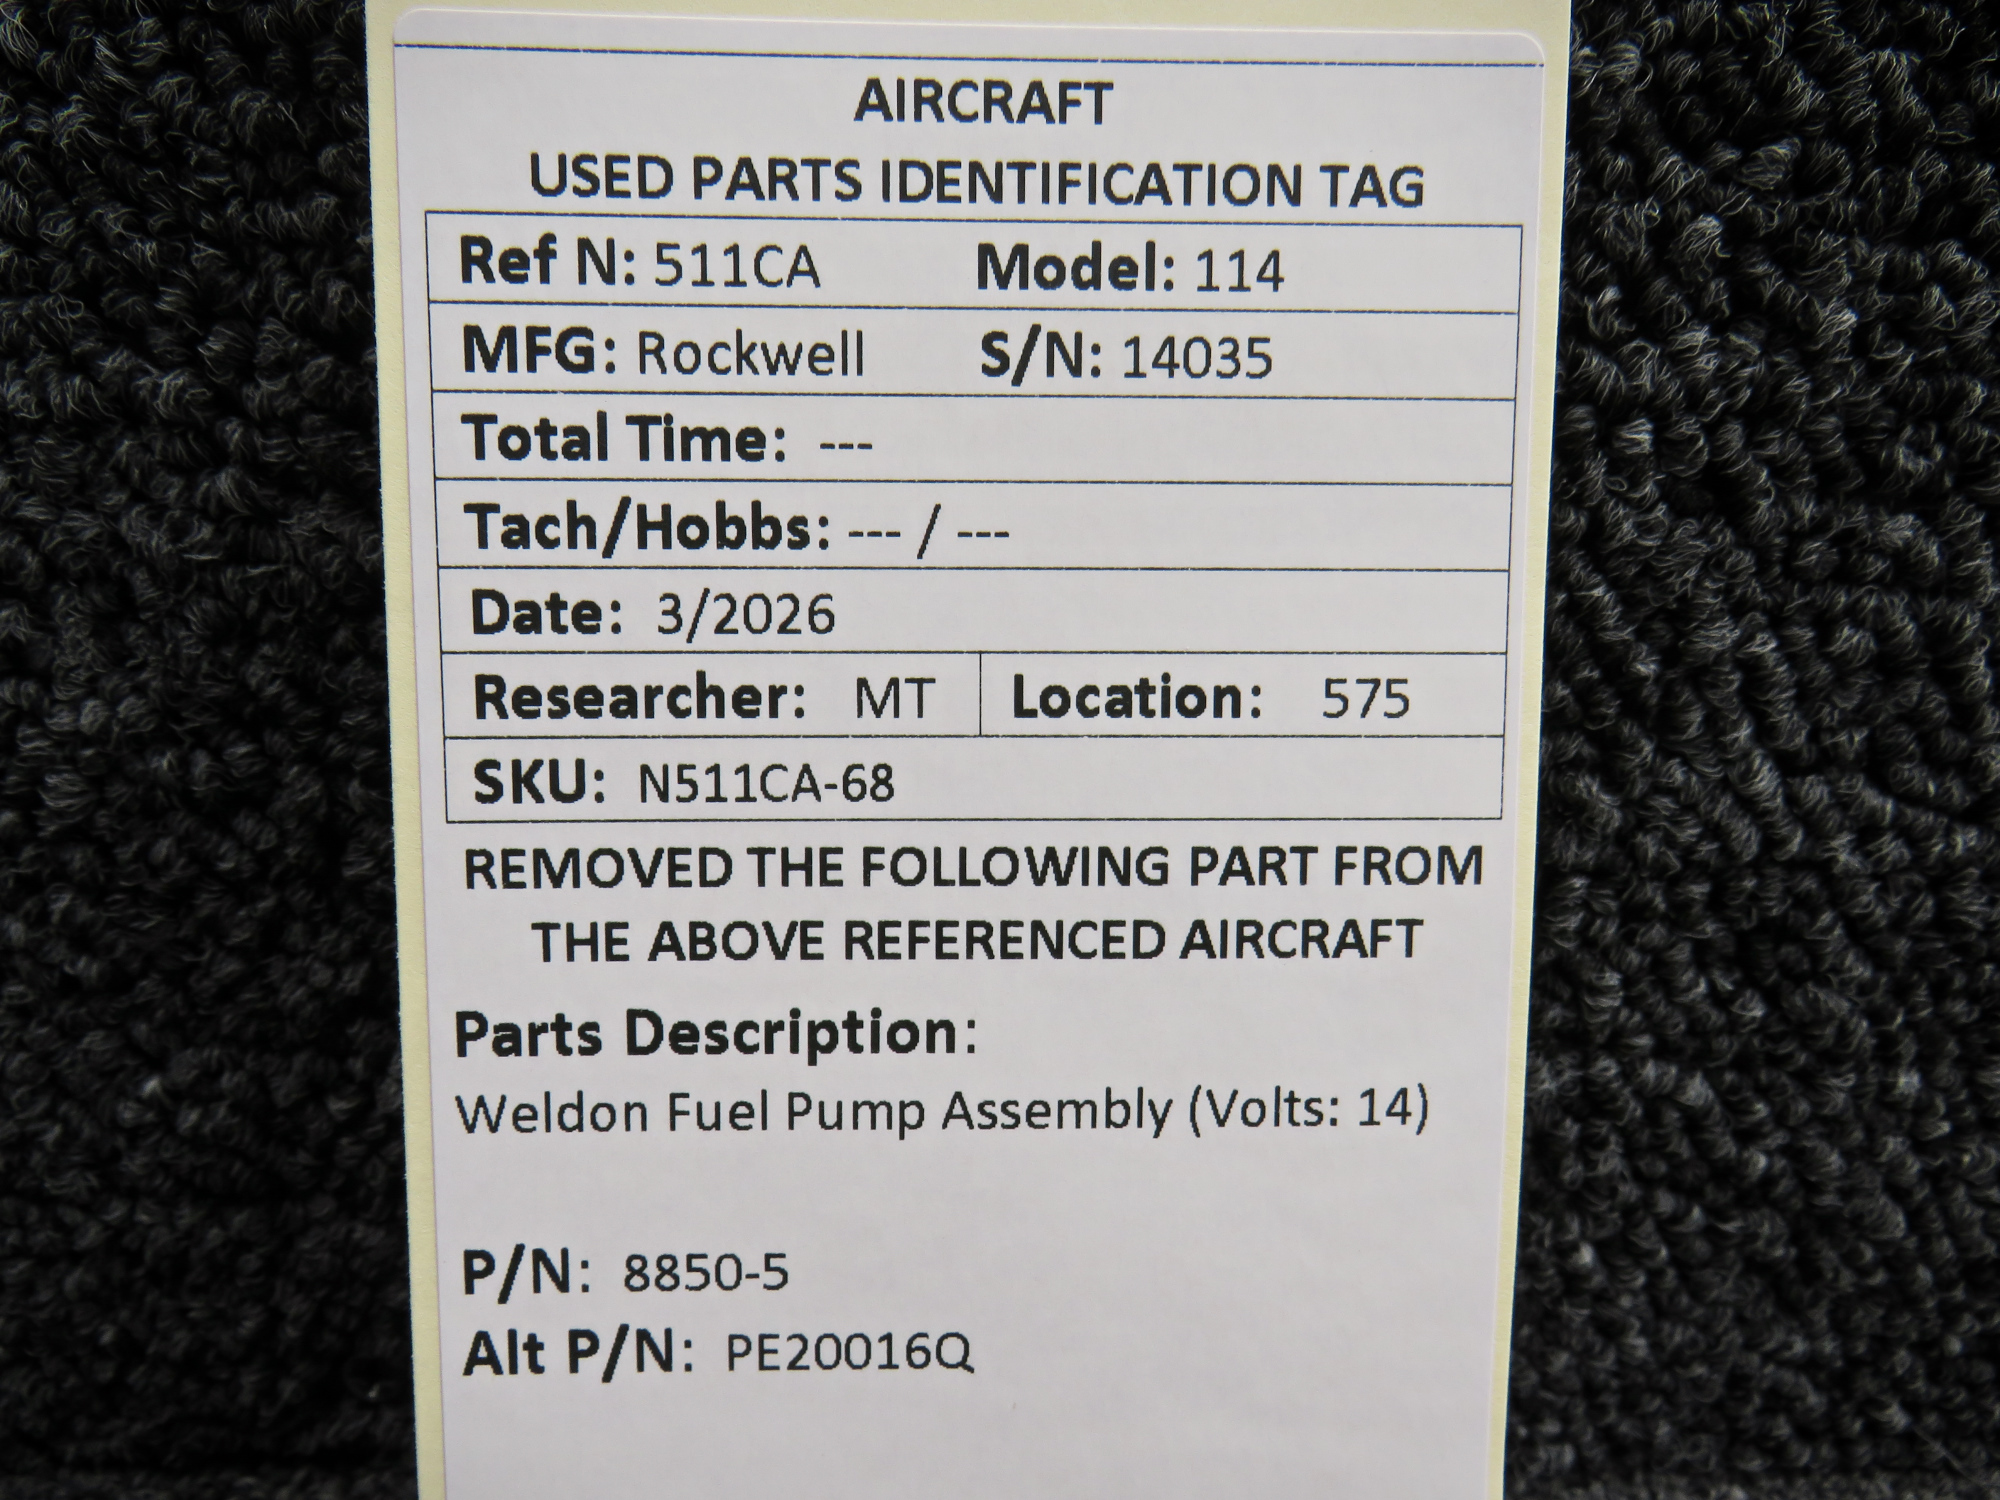 AIRCRAFT
USED PARTS IDENTIFICATION TAG
Ref N: 511CA Model: 114
MFG: Rockwell S/N: 14035
Total Time: ---
Tach/Hobbs: --- / ---
Date: 3/2026
Researcher: MT Location: 575
SKU: N511CA-68
REMOVED THE FOLLOWING PART FROM
THE ABOVE REFERENCED AIRCRAFT
Parts Description:
Weldon Fuel Pump Assembly (Volts: 14)
P/N: 8850-5
Alt P/N: PE20016Q